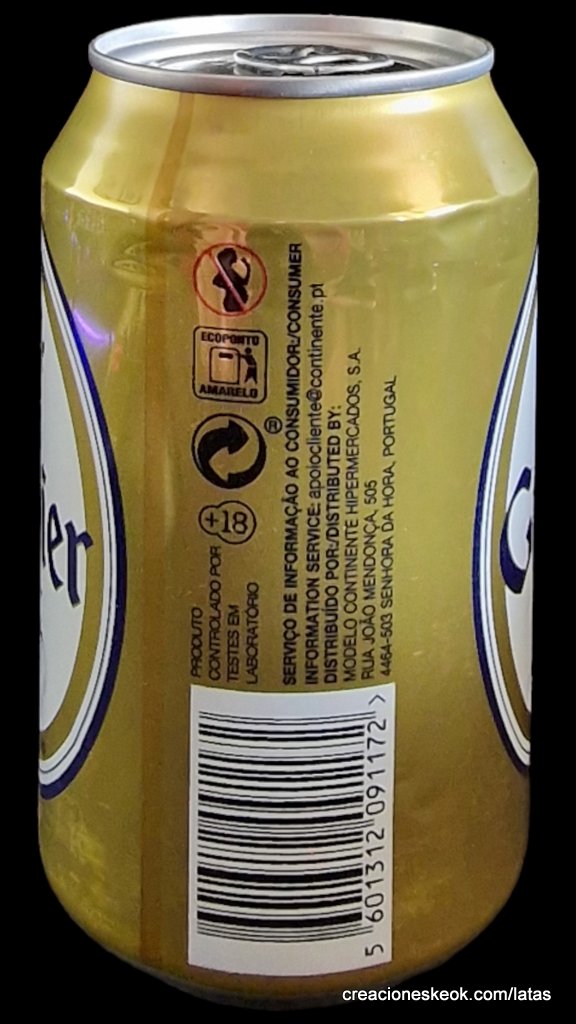 ECOPONTO
AMARELO
®
+18
PRODUTO
CONTROLADO POR
TESTES EM
LABORATÓRIO
SERVIÇO DE INFORMAÇÃO AO CONSUMIDOR:/CONSUMER
INFORMATION SERVICE: apolocliente@continente.pt
DISTRIBUÍDO POR:/DISTRIBUTED BY:
MODELO CONTINENTE HIPERMERCADOS, S.A.
RUA JOÃO MENDONÇA, 505
4464-503 SENHORA DA HORA, PORTUGAL
5 601312 091172 >
creacioneskeok.com/latas